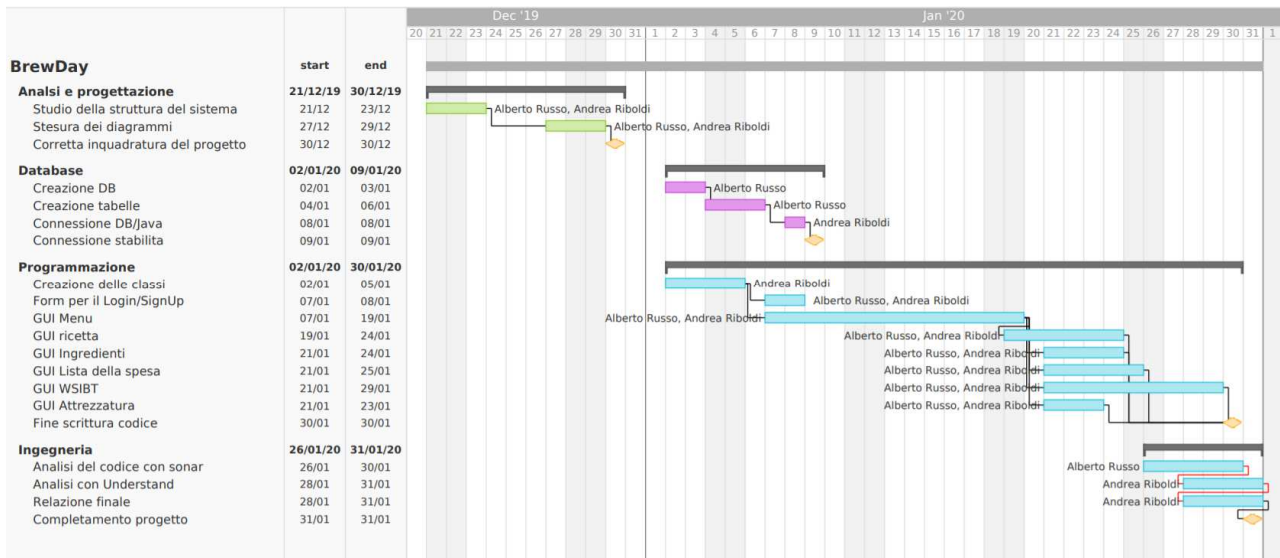 Dec '19 Jan '20
20 21 22 23 24 25 26 27 28 29 30 31 1 2 3 4 5 6 7 8 9 10 11 12 13 14 15 16 17 18 19 20 21 22 23 24 25 26 27 28 29 30 31 1
BrewDay start end
Analsi e progettazione 21/12/19 30/12/19
Studio della struttura del sistema 21/12 23/12 Alberto Russo, Andrea Riboldi
Stesura dei diagrammi 27/12 29/12 Alberto Russo, Andrea Riboldi
Corretta inquadratura del progetto 30/12 30/12
Database 02/01/20 09/01/20
Creazione DB 02/01 03/01 Alberto Russo
Creazione tabelle 04/01 06/01 Alberto Russo
Connessione DB/Java 08/01 08/01 Andrea Riboldi
Connessione stabilita 09/01 09/01
Programmazione 02/01/20 30/01/20
Creazione delle classi 02/01 05/01 Andrea Riboldi
Form per il Login/SignUp 07/01 08/01 Alberto Russo, Andrea Riboldi
GUI Menu 07/01 19/01 Alberto Russo, Andrea Riboldi
GUI ricetta 19/01 24/01 Alberto Russo, Andrea Riboldi
GUI Ingredienti 21/01 24/01 Alberto Russo, Andrea Riboldi
GUI Lista della spesa 21/01 25/01 Alberto Russo, Andrea Riboldi
GUI WSIBT 21/01 29/01 Alberto Russo, Andrea Riboldi
GUI Attrezzatura 21/01 23/01 Alberto Russo, Andrea Riboldi
Fine scrittura codice 30/01 30/01
Ingegneria 26/01/20 31/01/20
Analisi del codice con sonar 26/01 30/01 Alberto Russo
Analisi con Understand 28/01 31/01 Andrea Riboldi
Relazione finale 28/01 31/01 Andrea Riboldi
Completamento progetto 31/01 31/01